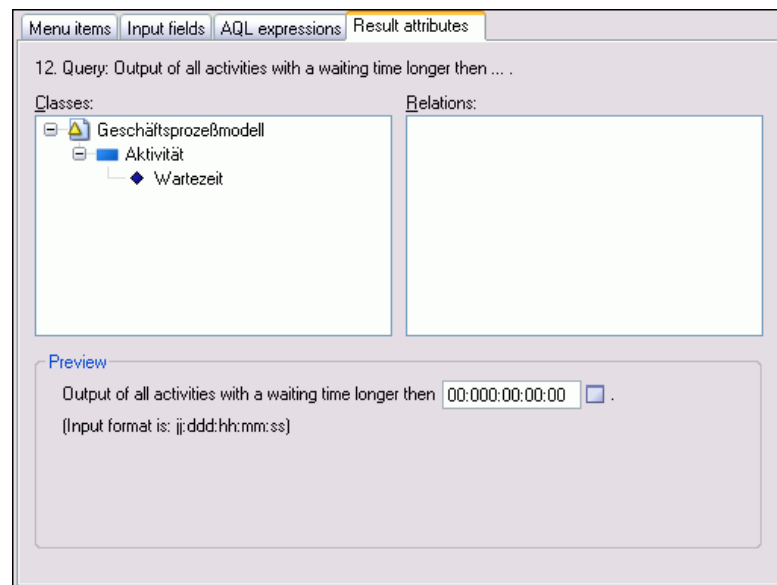 Menu items Input fields AQL expressions Result attributes
12. Query: Output of all activities with a waiting time longer then ... .
Classes: Relations:
Geschäftsprozeßmodell
Aktivität
Wartezeit
Preview
Output of all activities with a waiting time longer then 00:000:00:00:00 .
(Input format is: jj:ddd:hh:mm:ss)